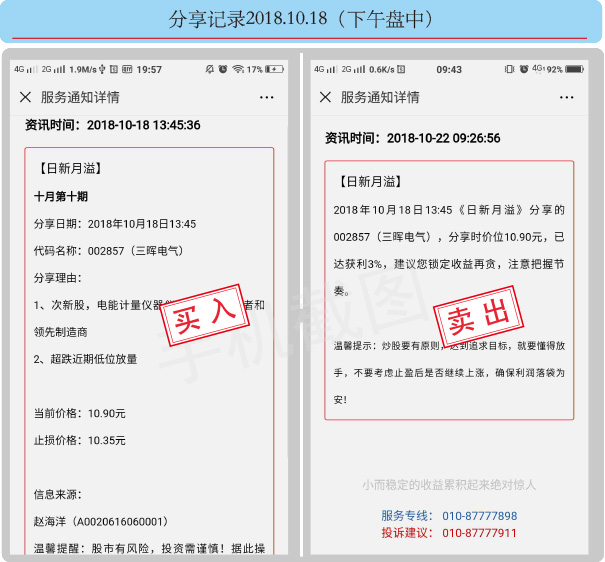 分享记录2018.10.18（下午盘中）
4G 2G 1.9M/s 19:57 17%
服务通知详情
资讯时间：2018-10-18 13:45:36
【日新月溢】
十月第十期
分享日期：2018年10月18日13:45
代码名称：002857（三晖电气）
分享理由：
1、次新股，电能计量仪器
者和
领先制造商
2、超跌近期低位放量
买入
当前价格：10.90元
止损价格：10.35元
信息来源：
赵海洋（A0020616060001）
温馨提醒：股市有风险，投资需谨慎！据此操
4G 2G 0.6K/s 09:43 4G 92%
服务通知详情
资讯时间：2018-10-22 09:26:56
【日新月溢】
2018年10月18日13:45《日新月溢》分享的
002857（三晖电气），分享时价位10.90元，已
达获利3%，建议您锁定收益再贪，注意把握节
奏。
卖出
温馨提示：炒股要有原则，达到追求目标，就要懂得放
手，不要考虑止盈后是否继续上涨，确保利润落袋为
安！
小而稳定的收益累积起来绝对惊人
服务专线： 010-87777898
投诉建议： 010-87777911
手机截图